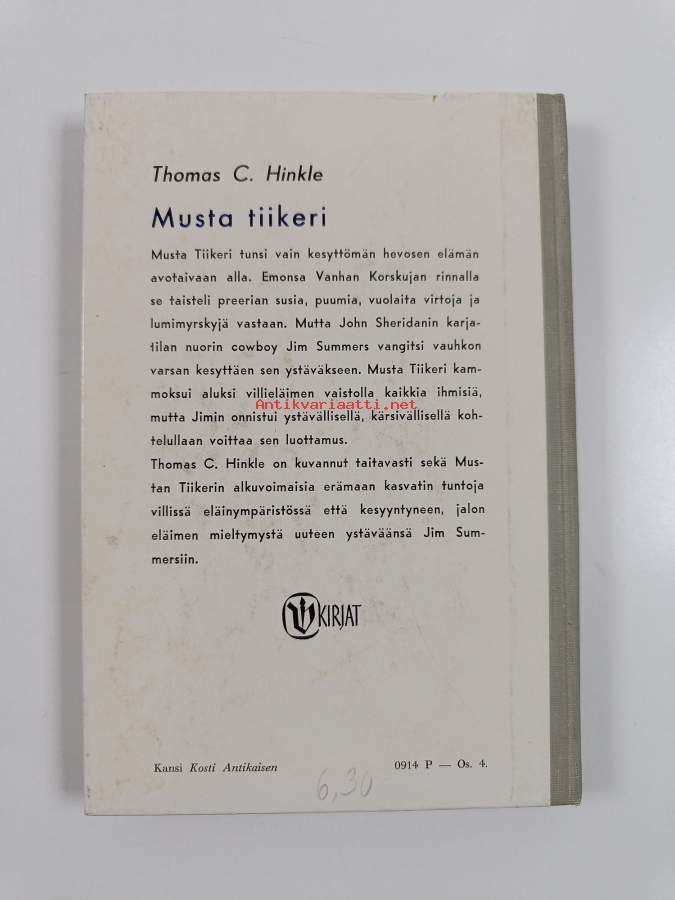 Thomas C. Hinkle
Musta tiikeri
Musta Tiikeri tunsi vain kesyttömän hevosen elämän
avotaivaan alla. Emonsa Vanhan Korskujan rinnalla
se taisteli preerian susia, puumia, vuolaita virtoja ja
lumimyrskyjä vastaan. Mutta John Sheridanin karja-
tilan nuorin cowboy Jim Summers vangitsi vauhkon
varsan kesyttäen sen ystäväkseen. Musta Tiikeri kam-
moksui aluksi villieläimen vaistolla kaikkia ihmisiä,
Antikvariaatti.net
mutta Jimin onnistui ystävällisellä, kärsivällisellä koh-
telullaan voittaa sen luottamus.
Thomas C. Hinkle on kuvannut taitavasti sekä Mus-
tan Tiikerin alkuvoimaisia erämaan kasvatin tuntoja
villissä eläinympäristössä että kesyyntyneen, jalon
eläimen mieltymystä uuteen ystäväänsä Jim Sum-
mersiin.
KIRJAT
Kansi Kosti Antikaisen
0914 P — Os. 4.
6,30